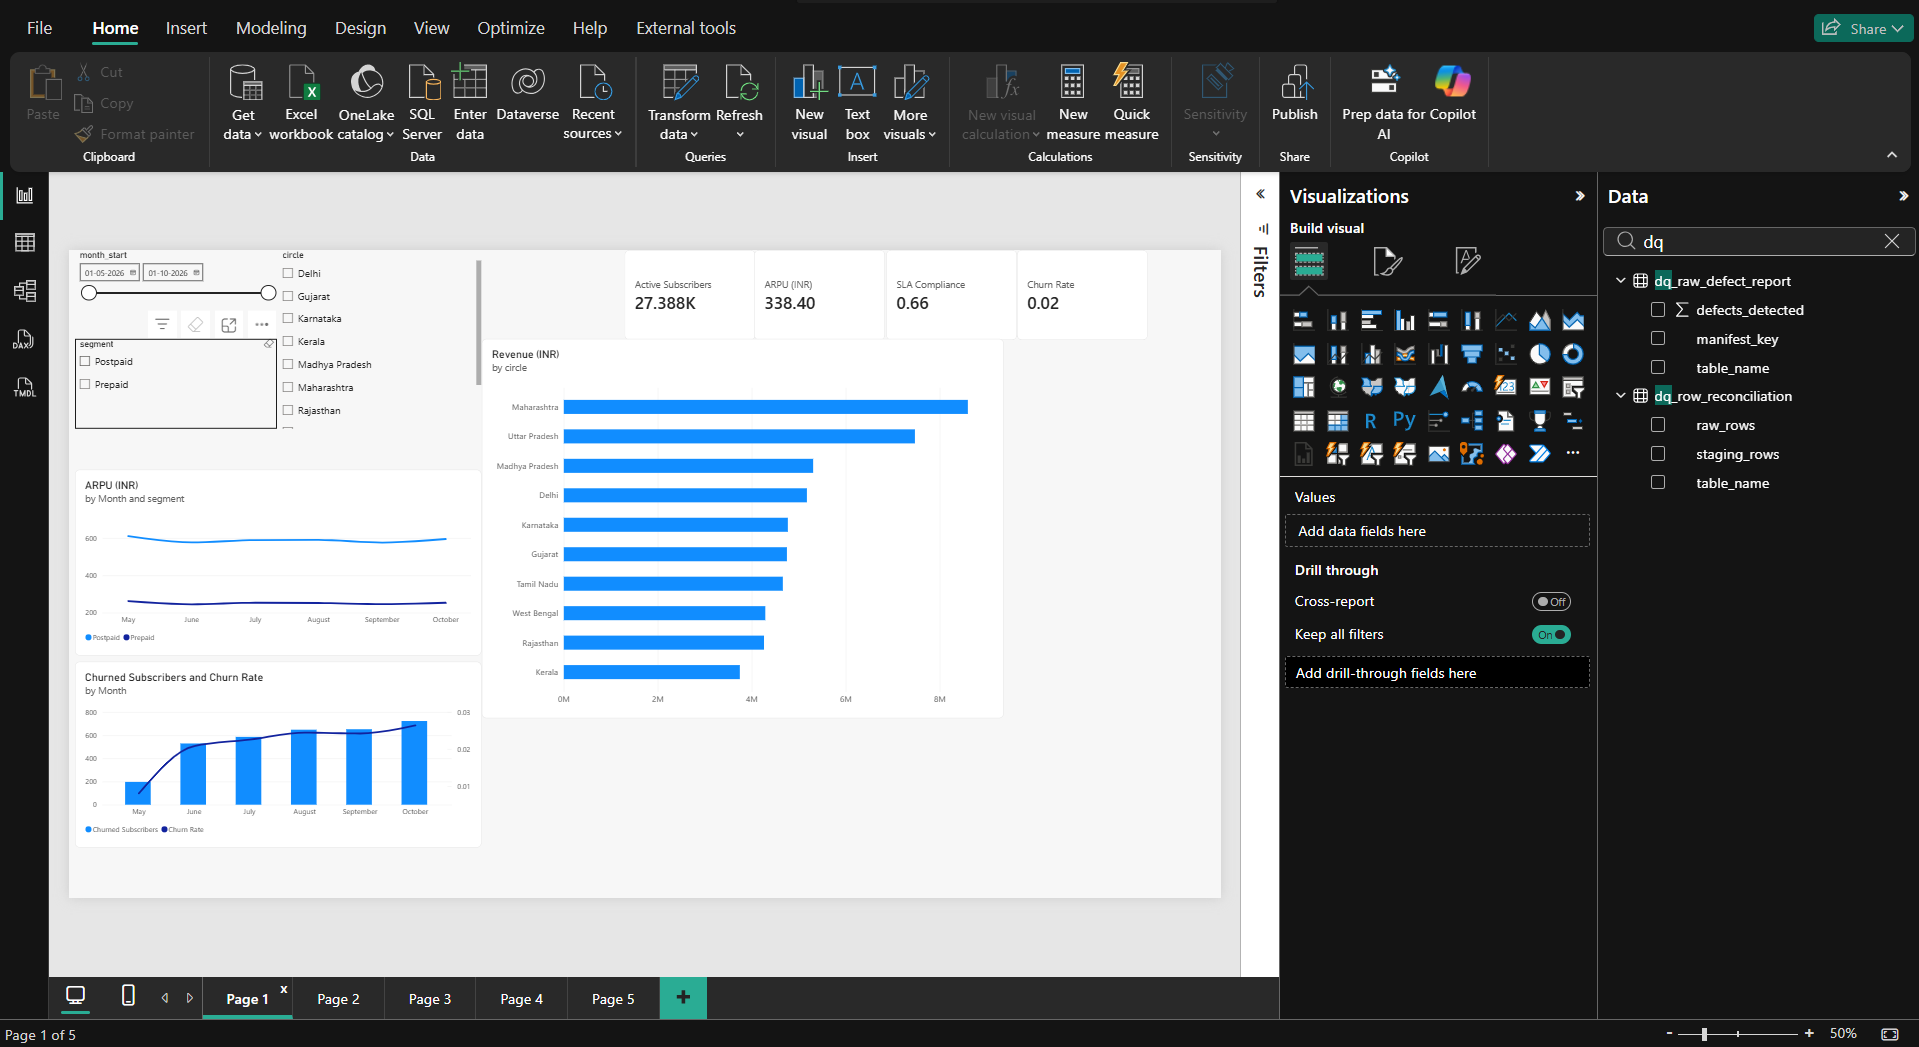 File Home Insert Modeling Design View Optimize Help External tools
Share
Paste
Cut
Copy
Format painter
Clipboard
Get data
Excel workbook
OneLake catalog
SQL Server
Enter data
Dataverse
Recent sources
Data
Transform data
Refresh
Queries
New visual
A
Text box
More visuals
Insert
New visual calculation
New measure
Quick measure
Calculations
Sensitivity
Sensitivity
Publish
Share
Prep data for AI
Copilot
Copilot
DAX
TMDL
month_start
01-05-2026
01-10-2026
segment
Postpaid
Prepaid
circle
Delhi
Gujarat
Karnataka
Kerala
Madhya Pradesh
Maharashtra
Rajasthan
Active Subscribers
27.388K
ARPU (INR)
338.40
SLA Compliance
0.66
Churn Rate
0.02
Revenue (INR)
by circle
Maharashtra
Uttar Pradesh
Madhya Pradesh
Delhi
Karnataka
Gujarat
Tamil Nadu
West Bengal
Rajasthan
Kerala
0M 2M 4M 6M 8M
ARPU (INR)
by Month and segment
600
400
200
May June July August September October
Postpaid Prepaid
Churned Subscribers and Churn Rate
by Month
800
600
400
200
0
0.03
0.02
0.01
May June July August September October
Churned Subscribers Churn Rate
Filters
Visualizations
Build visual
123
R
Py
Values
Add data fields here
Drill through
Cross-report
Off
Keep all filters
On
Add drill-through fields here
Data
dq
dq_raw_defect_report
defects_detected
manifest_key
table_name
dq_row_reconciliation
raw_rows
staging_rows
table_name
Page 1 x
Page 2
Page 3
Page 4
Page 5
+
Page 1 of 5
- + 50%